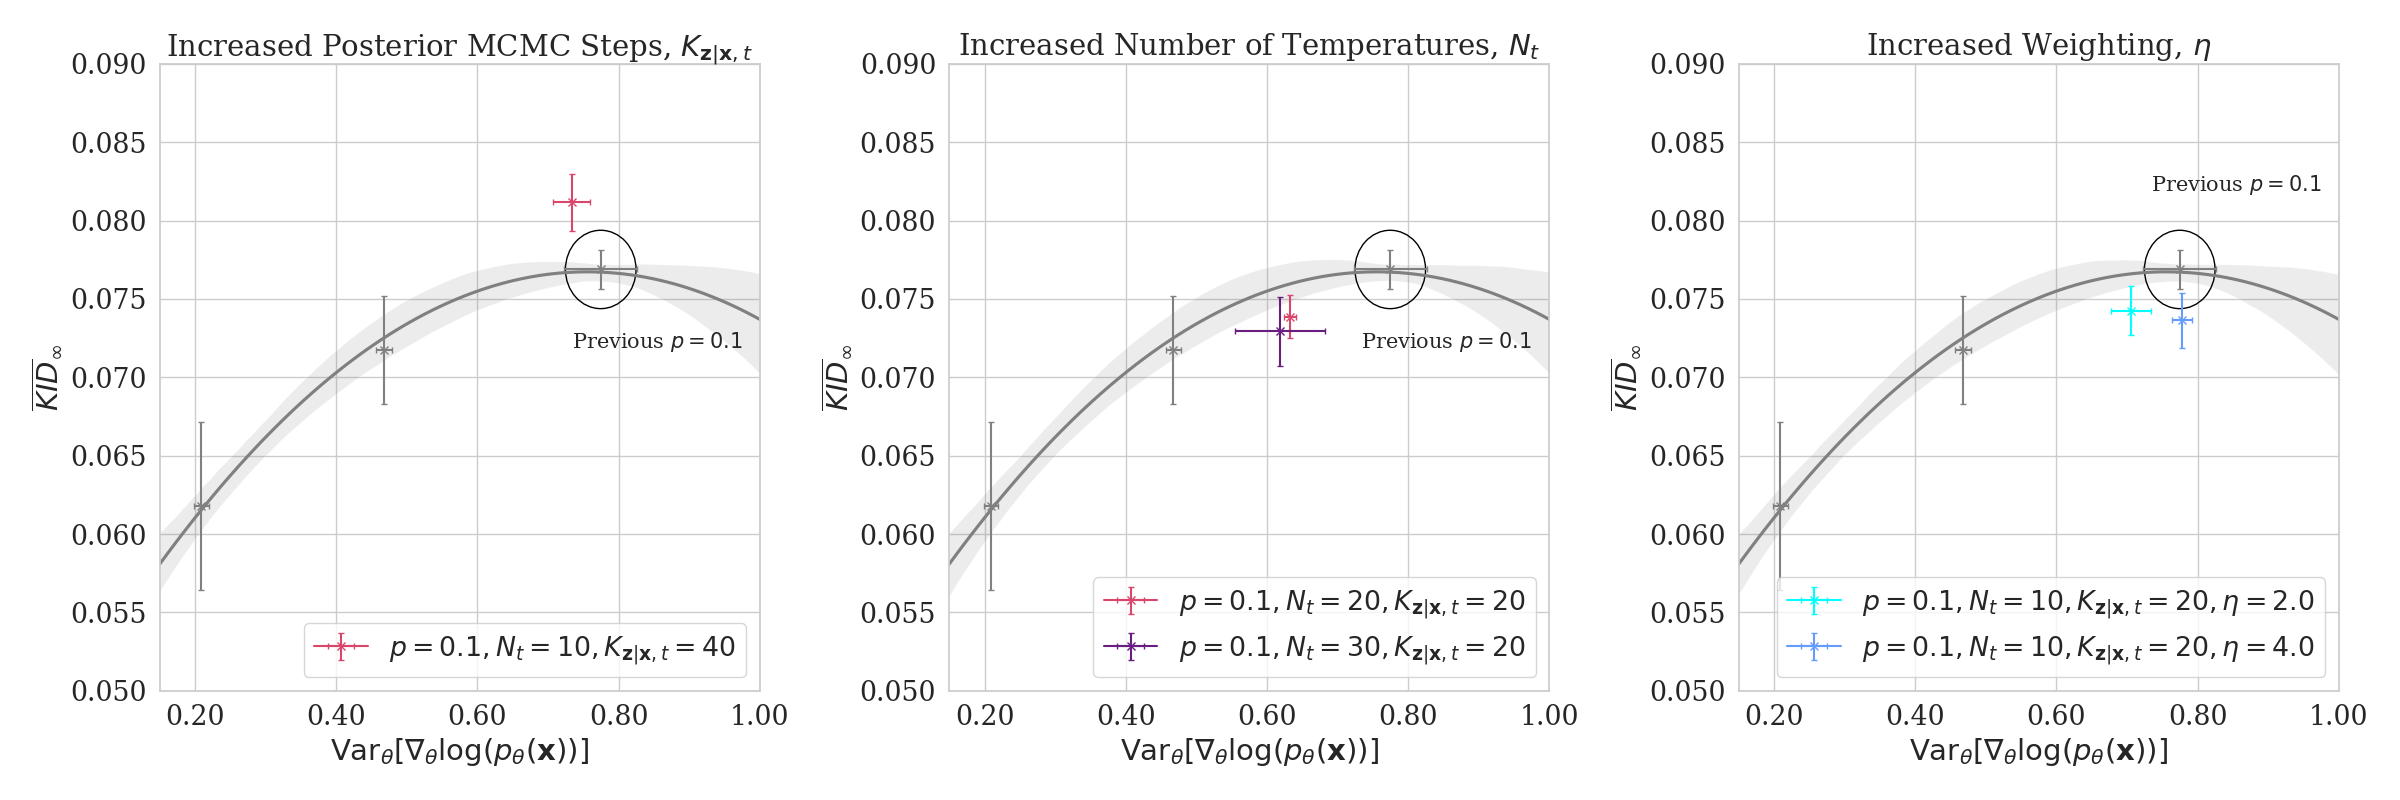 Increased Posterior MCMC Steps, K_{z|x, t}
0.090
0.085
0.080
0.075
0.070
0.065
0.060
0.055
0.050
KID_∞
Previous p = 0.1
p = 0.1, N_t = 10, K_{z|x, t} = 40
0.20 0.40 0.60 0.80 1.00
Var_θ[∇_θ log(p_θ(x))]
Increased Number of Temperatures, N_t
0.090
0.085
0.080
0.075
0.070
0.065
0.060
0.055
0.050
KID_∞
Previous p = 0.1
p = 0.1, N_t = 20, K_{z|x, t} = 20
p = 0.1, N_t = 30, K_{z|x, t} = 20
0.20 0.40 0.60 0.80 1.00
Var_θ[∇_θ log(p_θ(x))]
Increased Weighting, η
0.090
0.085
0.080
0.075
0.070
0.065
0.060
0.055
0.050
KID_∞
Previous p = 0.1
p = 0.1, N_t = 10, K_{z|x, t} = 20, η = 2.0
p = 0.1, N_t = 10, K_{z|x, t} = 20, η = 4.0
0.20 0.40 0.60 0.80 1.00
Var_θ[∇_θ log(p_θ(x))]